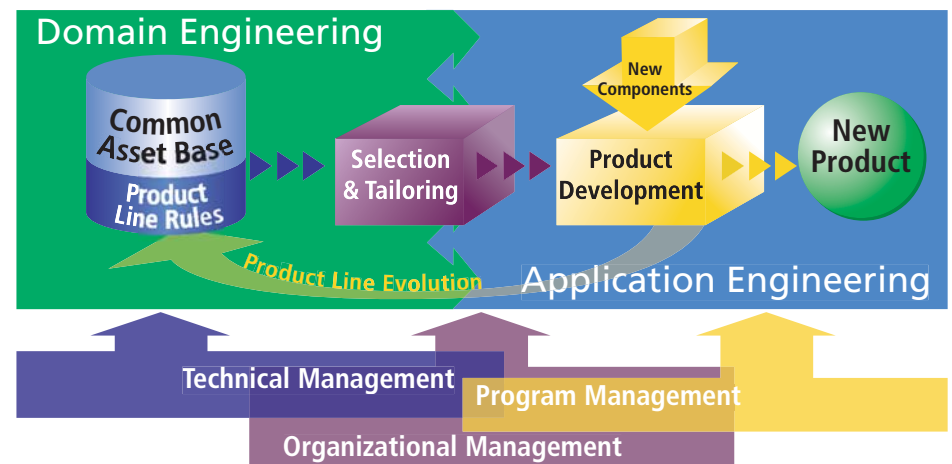 Domain Engineering
Common
Asset Base
Product
Line Rules
Selection
& Tailoring
New
Components
Product
Development
New
Product
Product Line Evolution
Application Engineering
Technical Management
Program Management
Organizational Management